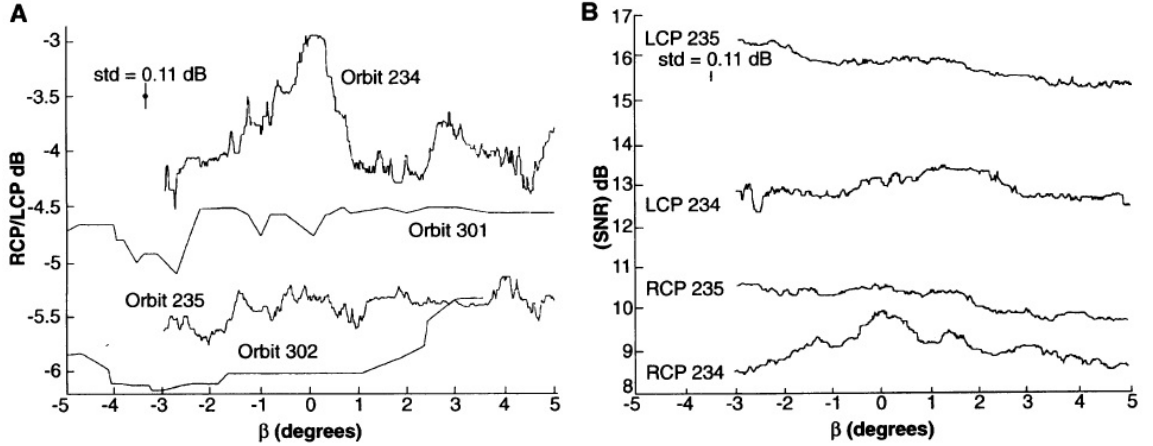 A
-3
std = 0.11 dB
Orbit 234
-3.5
-4
-4.5
Orbit 301
-5
Orbit 235
-5.5
Orbit 302
-6
RCP/LCP dB
-5 -4 -3 -2 -1 0 1 2 3 4 5
β (degrees)
B
17
LCP 235
16
std = 0.11 dB
15
14
13
LCP 234
12
11
RCP 235
10
9
RCP 234
8
(SNR) dB
-5 -4 -3 -2 -1 0 1 2 3 4 5
β (degrees)